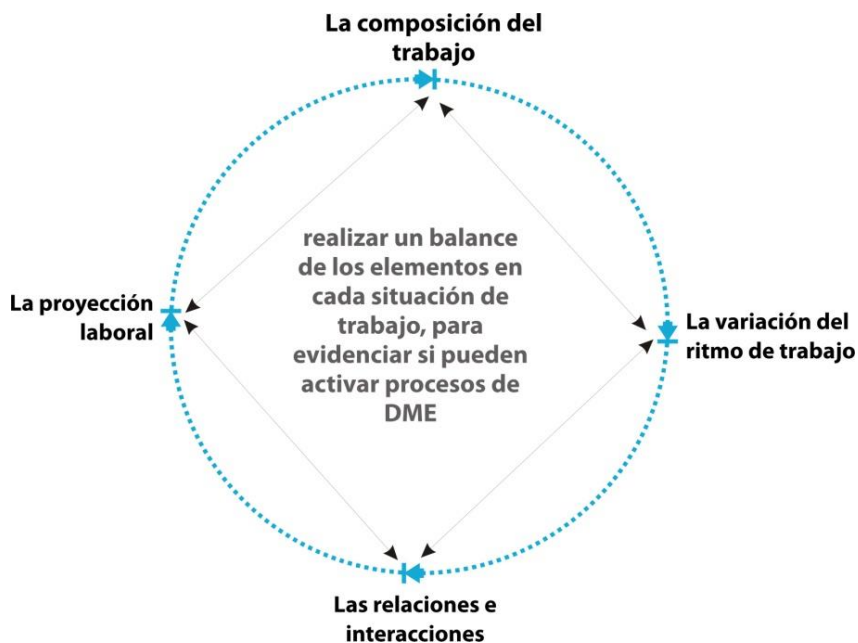 La composición del
trabajo
realizar un balance
de los elementos en
cada situación de
trabajo, para
evidenciar si pueden
activar procesos de
DME
La proyección
laboral
La variación del
ritmo de trabajo
Las relaciones e
interacciones